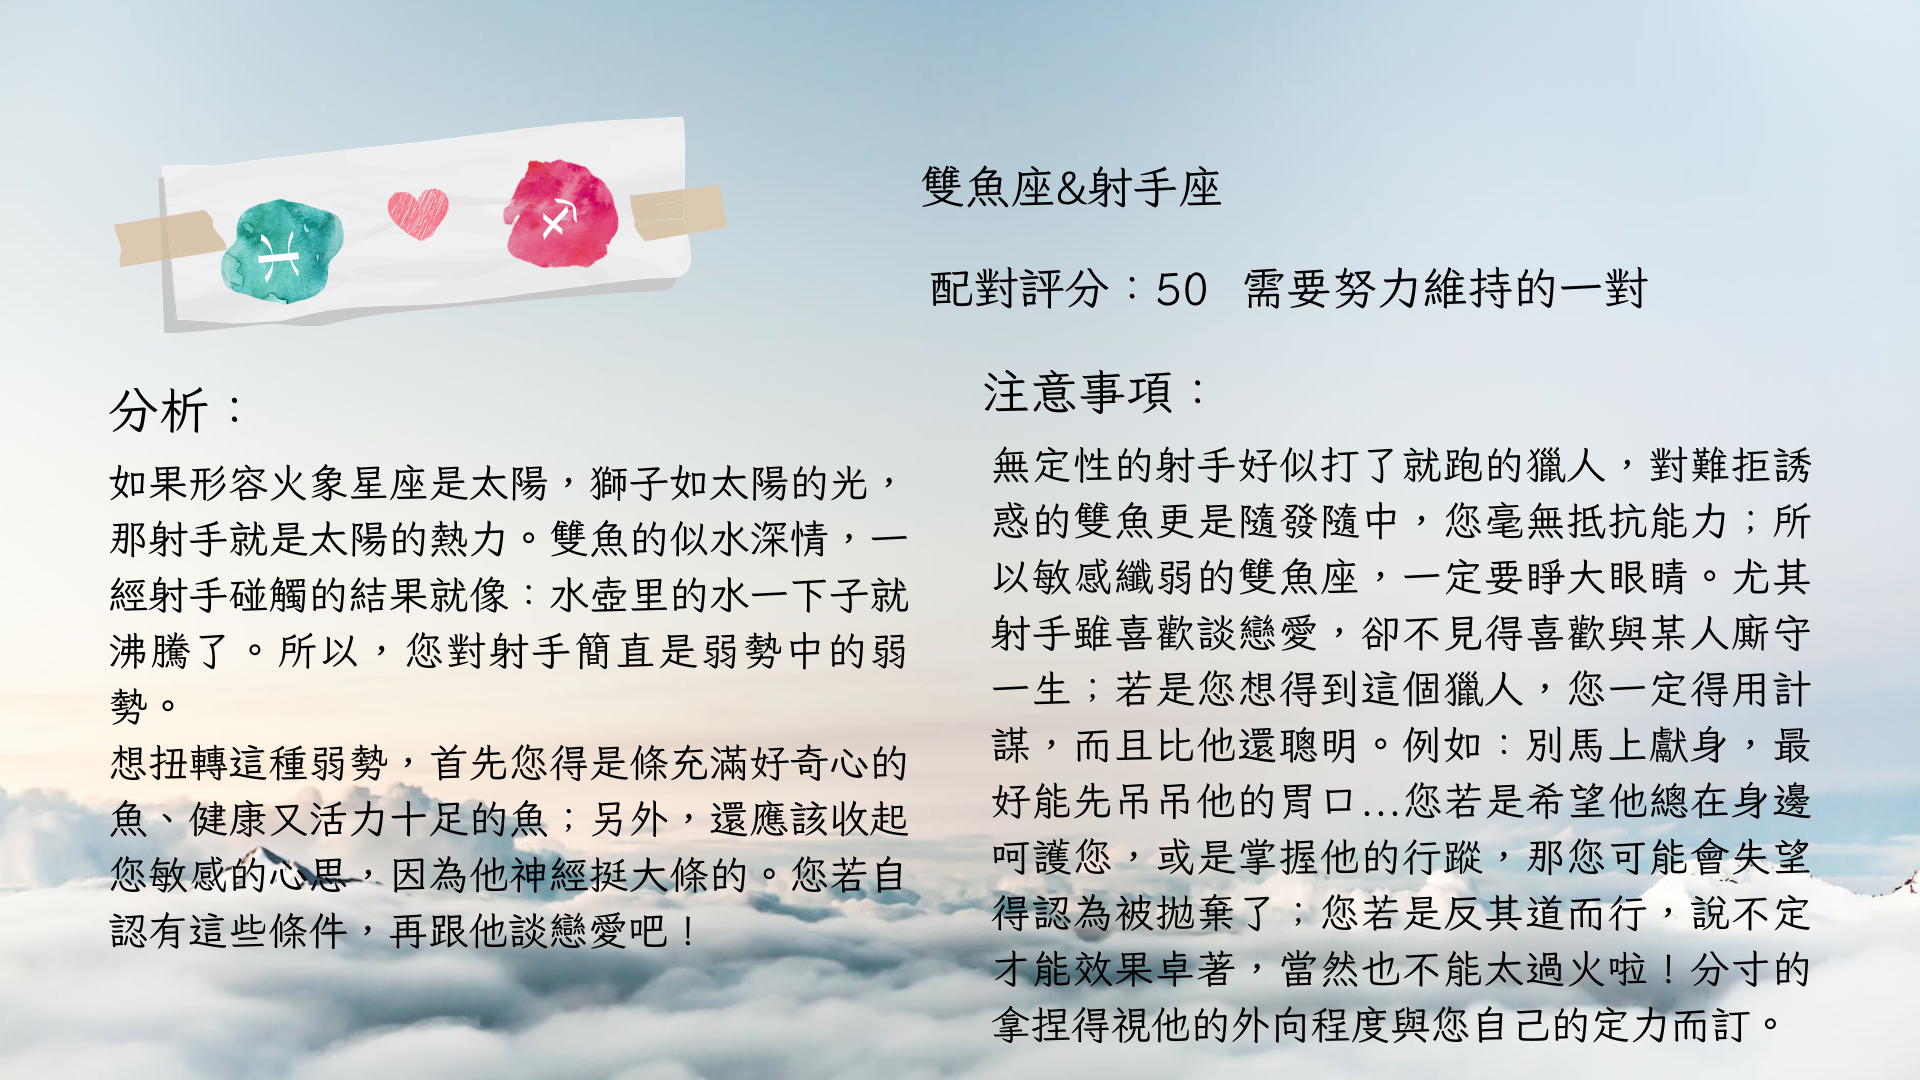 雙魚座&射手座
配對評分：50 需要努力維持的一對
分析：
如果形容火象星座是太陽，獅子如太陽的光，
那射手就是太陽的熱力。雙魚的似水深情，一
經射手碰觸的結果就像：水壺里的水一下子就
沸騰了。所以，您對射手簡直是弱勢中的弱
勢。
想扭轉這種弱勢，首先您得是條充滿好奇心的
魚、健康又活力十足的魚；另外，還應該收起
您敏感的心思，因為他神經挺大條的。您若自
認有這些條件，再跟他談戀愛吧！
注意事項：
無定性的射手好似打了就跑的獵人，對難拒誘
惑的雙魚更是隨發隨中，您毫無抵抗能力；所
以敏感纖弱的雙魚座，一定要睜大眼睛。尤其
射手雖喜歡談戀愛，卻不見得喜歡與某人廝守
一生；若是您想得到這個獵人，您一定得用計
謀，而且比他還聰明。例如：別馬上獻身，最
好能先吊吊他的胃口...您若是希望他總在身邊
呵護您，或是掌握他的行蹤，那您可能會失望
得認為被拋棄了；您若是反其道而行，說不定
才能效果卓著，當然也不能太過火啦！分寸的
拿捏得視他的外向程度與您自己的定力而訂。